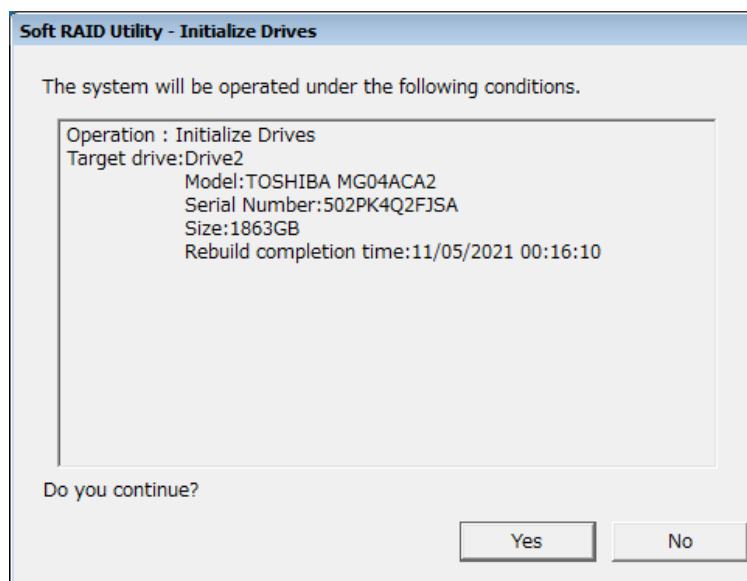 Soft RAID Utility - Initialize Drives
The system will be operated under the following conditions.
Operation : Initialize Drives
Target drive:Drive2
Model:TOSHIBA MG04ACA2
Serial Number:502PK4Q2FJSA
Size:1863GB
Rebuild completion time:11/05/2021 00:16:10
Do you continue?
Yes No